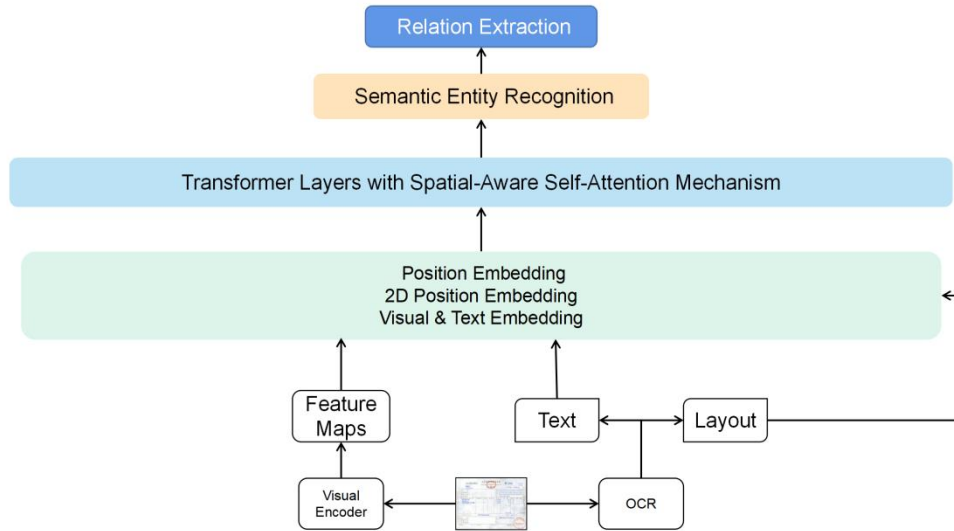 Relation Extraction
Semantic Entity Recognition
Transformer Layers with Spatial-Aware Self-Attention Mechanism
Position Embedding
2D Position Embedding
Visual & Text Embedding
Feature
Maps
Text
Layout
Visual
Encoder
OCR